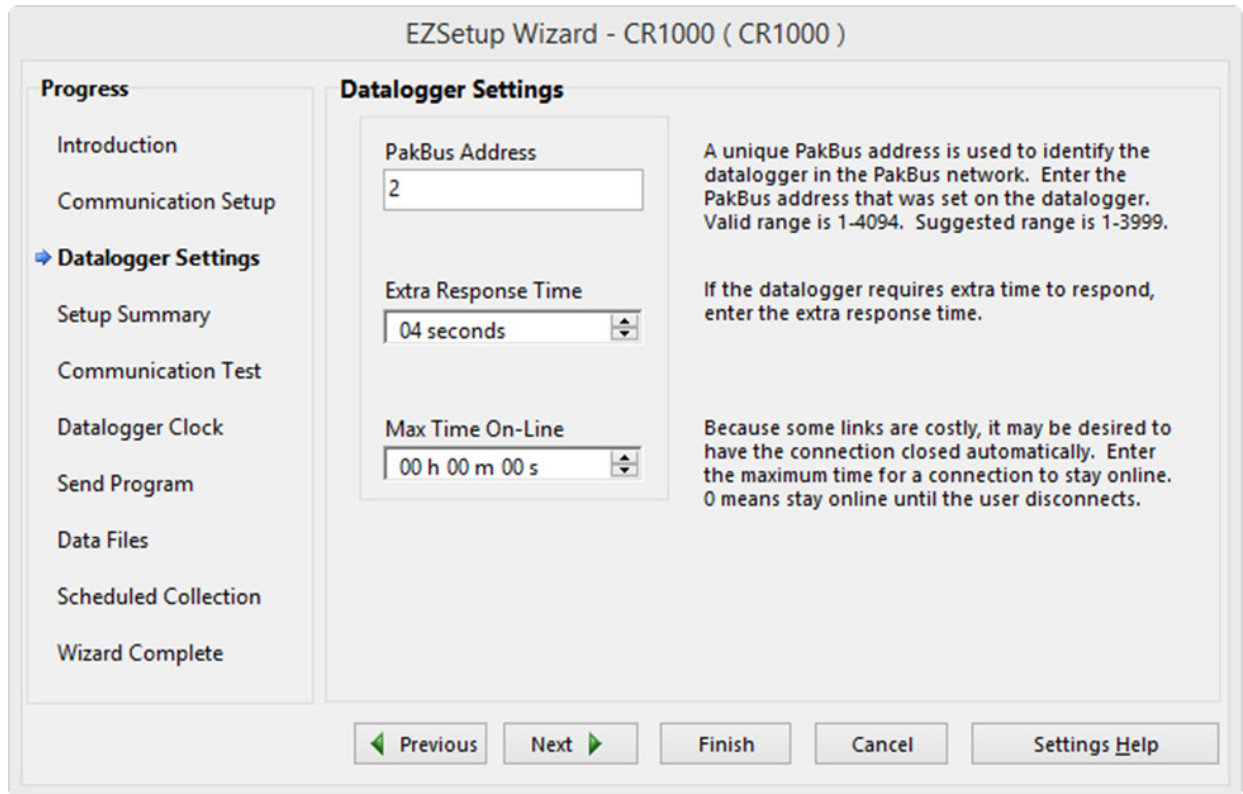 EZSetup Wizard - CR1000 ( CR1000 )
Progress
Introduction
Communication Setup
Datalogger Settings
Setup Summary
Communication Test
Datalogger Clock
Send Program
Data Files
Scheduled Collection
Wizard Complete
Datalogger Settings
PakBus Address
2
A unique PakBus address is used to identify the
datalogger in the PakBus network.  Enter the
PakBus address that was set on the datalogger.
Valid range is 1-4094.  Suggested range is 1-3999.
Extra Response Time
04 seconds
If the datalogger requires extra time to respond,
enter the extra response time.
Max Time On-Line
00 h 00 m 00 s
Because some links are costly, it may be desired to
have the connection closed automatically.  Enter
the maximum time for a connection to stay online.
0 means stay online until the user disconnects.
Previous
Next
Finish
Cancel
Settings Help